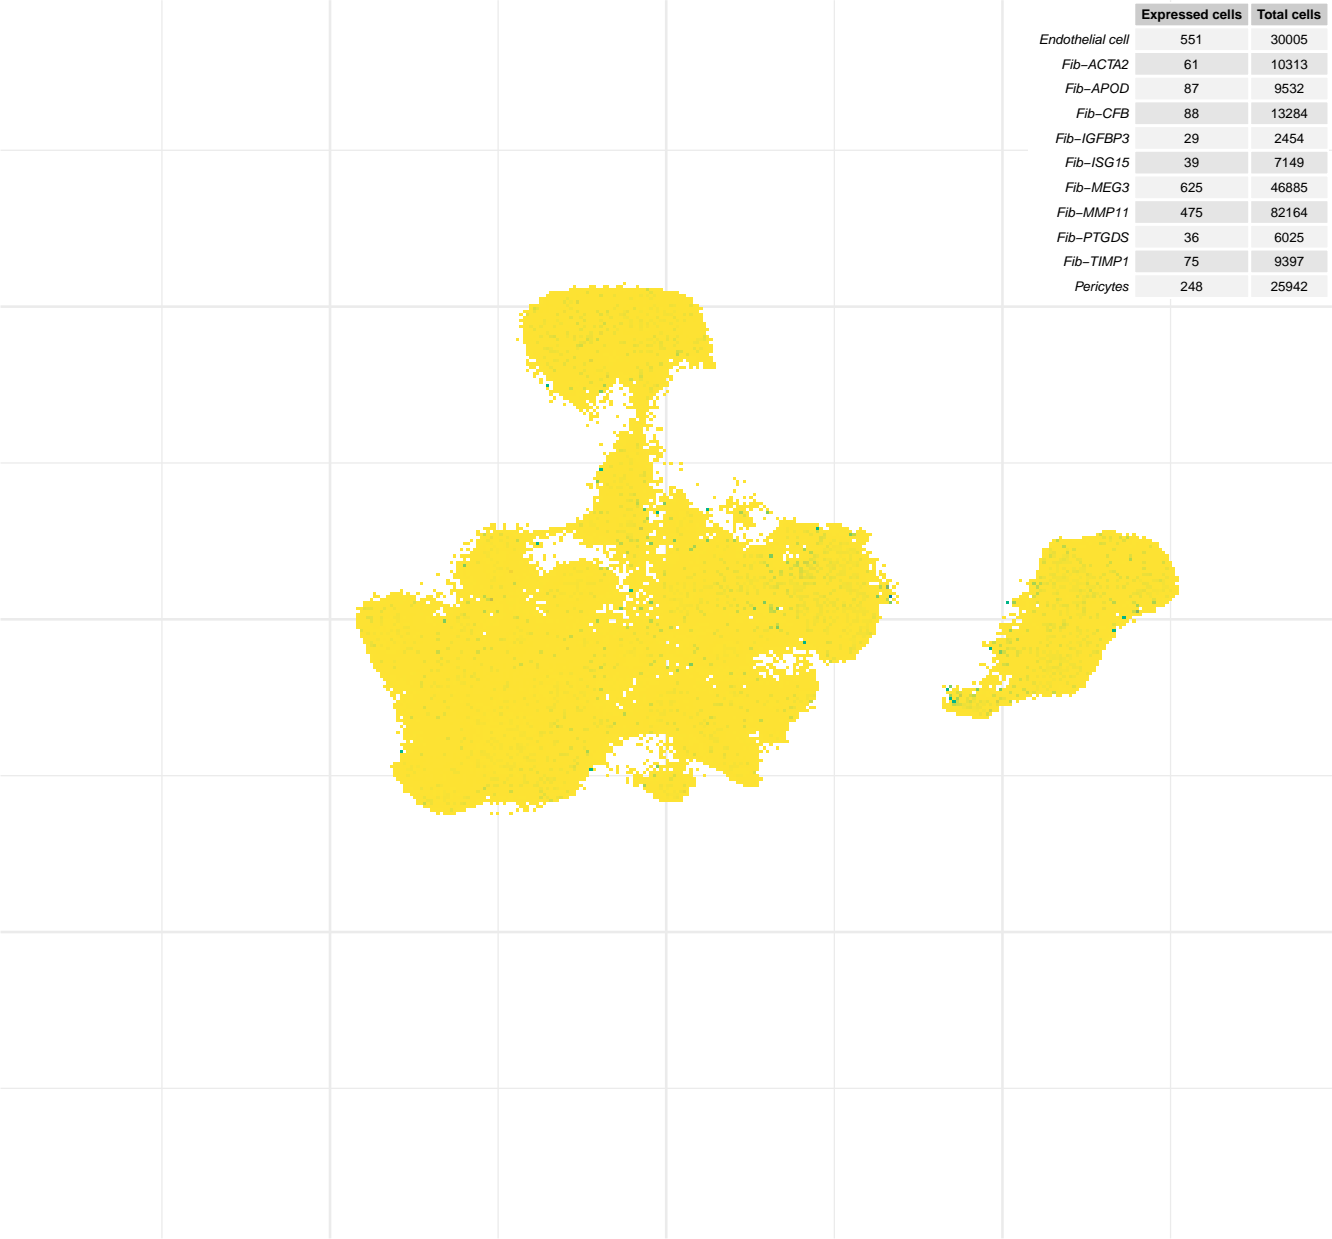 Expressed cells Total cells
Endothelial cell 551 30005
Fib−ACTA2 61 10313
Fib−APOD 87 9532
Fib−CFB 88 13284
Fib−IGFBP3 29 2454
Fib−ISG15 39 7149
Fib−MEG3 625 46885
Fib−MMP11 475 82164
Fib−PTGDS 36 6025
Fib−TIMP1 75 9397
Pericytes 248 25942